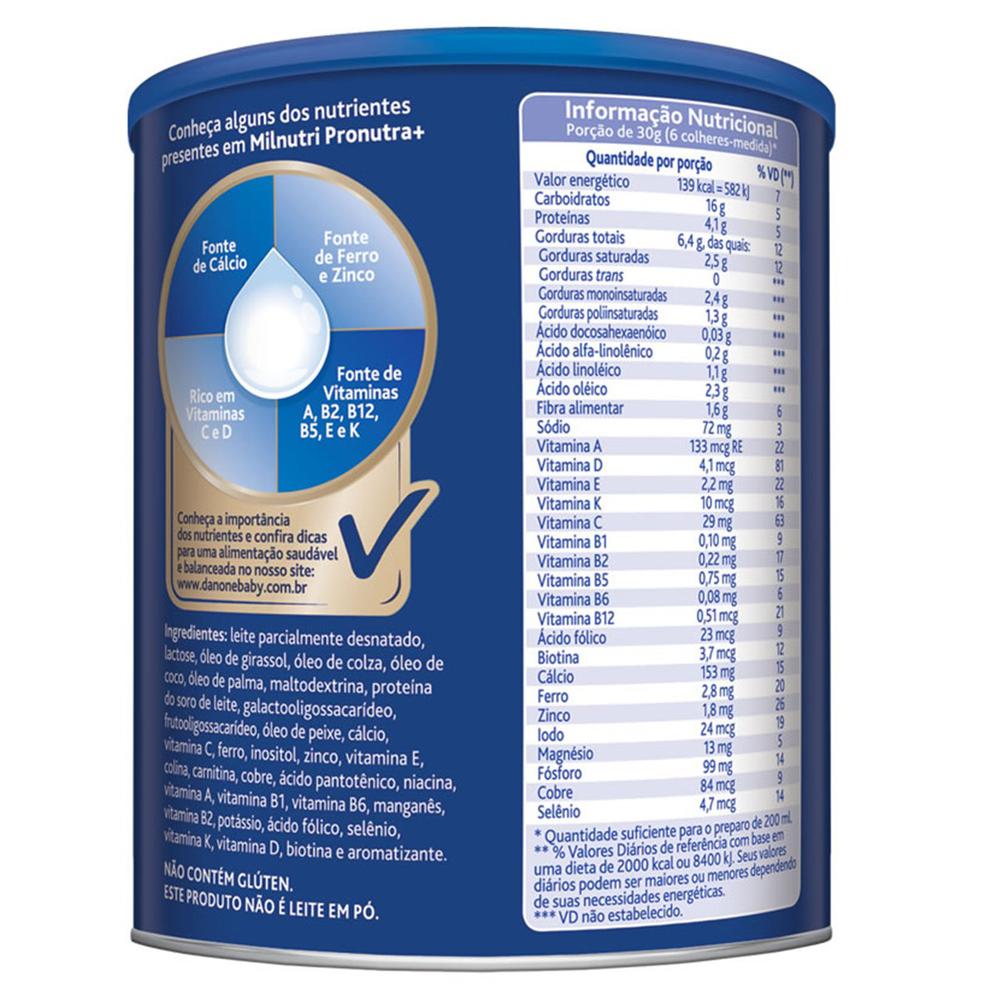 Conheça alguns dos nutrientes
presentes em Milnutri Pronutra+
Fonte
de Cálcio
Fonte
de Ferro
e Zinco
Rico em
Vitaminas
C e D
Fonte de
Vitaminas
A, B2, B12,
B5, E e K
Conheça a importância
dos nutrientes e confira dicas
para uma alimentação saudável
e balanceada no nosso site:
www.danonebaby.com.br
Ingredientes: leite parcialmente desnatado,
lactose, óleo de girassol, óleo de colza, óleo de
coco, óleo de palma, maltodextrina, proteína
do soro de leite, galactooligossacarídeo,
frutooligossacarídeo, óleo de peixe, cálcio,
vitamina C, ferro, inositol, zinco, vitamina E,
colina, carnitina, cobre, ácido pantotênico, niacina,
vitamina A, vitamina B1, vitamina B6, manganês,
vitamina B2, potássio, ácido fólico, selênio,
vitamina K, vitamina D, biotina e aromatizante.
NÃO CONTÉM GLÚTEN.
ESTE PRODUTO NÃO É LEITE EM PÓ.
Informação Nutricional
Porção de 30g (6 colheres-medida)*
Quantidade por porção % VD (**)
Valor energético 139 kcal = 582 kJ 7
Carboidratos 16 g 5
Proteínas 4,1 g 5
Gorduras totais 6,4 g, das quais: 12
Gorduras saturadas 2,5 g 12
Gorduras trans 0 ***
Gorduras monoinsaturadas 2,4 g ***
Gorduras poliinsaturadas 1,3 g ***
Ácido docosahexaenóico 0,03 g ***
Ácido alfa-linolênico 0,2 g ***
Ácido linoléico 1,1 g ***
Ácido oléico 2,3 g ***
Fibra alimentar 1,6 g 6
Sódio 72 mg 3
Vitamina A 133 mcg RE 22
Vitamina D 4,1 mcg 81
Vitamina E 2,2 mg 22
Vitamina K 10 mcg 16
Vitamina C 29 mg 63
Vitamina B1 0,10 mg 9
Vitamina B2 0,22 mg 17
Vitamina B5 0,75 mg 15
Vitamina B6 0,08 mg 6
Vitamina B12 0,51 mcg 21
Ácido fólico 23 mcg 9
Biotina 3,7 mcg 12
Cálcio 153 mg 15
Ferro 2,8 mg 20
Zinco 1,8 mg 26
Iodo 24 mcg 19
Magnésio 13 mg 5
Fósforo 99 mg 14
Cobre 84 mcg 9
Selênio 4,7 mcg 14
* Quantidade suficiente para o preparo de 200 ml.
** % Valores Diários de referência com base em
uma dieta de 2000 kcal ou 8400 kJ. Seus valores
diários podem ser maiores ou menores dependendo
de suas necessidades energéticas.
*** VD não estabelecido.